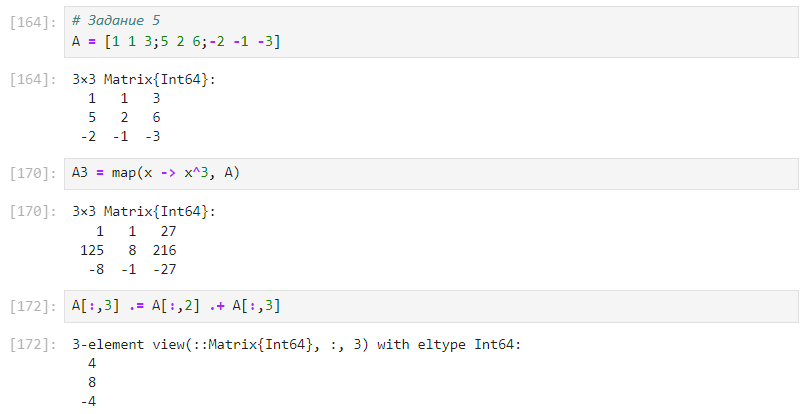 [164]: # Задание 5
A = [1 1 3;5 2 6;-2 -1 -3]
[164]: 3×3 Matrix{Int64}:
1 1 3
5 2 6
-2 -1 -3
[170]: A3 = map(x -> x^3, A)
[170]: 3×3 Matrix{Int64}:
1 1 27
125 8 216
-8 -1 -27
[172]: A[:,3] .= A[:,2] .+ A[:,3]
[172]: 3-element view(::Matrix{Int64}, :, 3) with eltype Int64:
4
8
-4